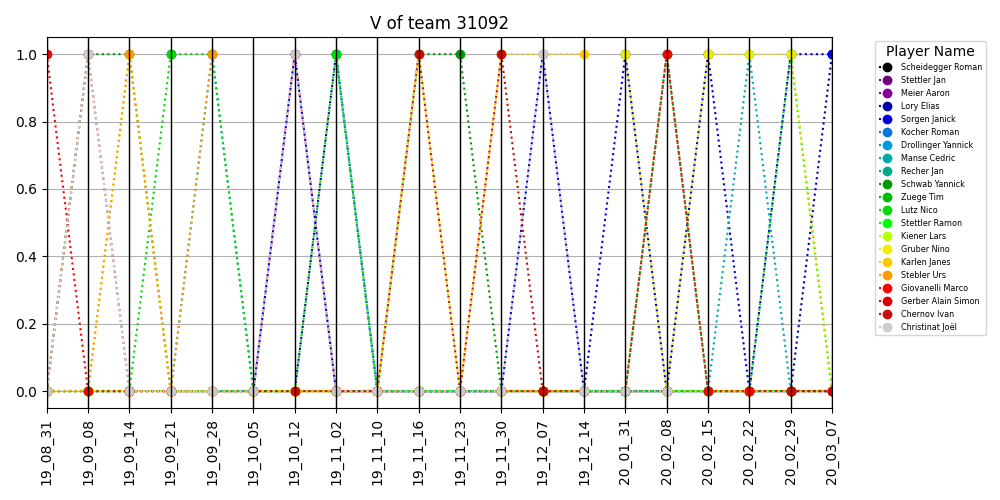 V of team 31092
1.0
0.8
0.6
0.4
0.2
0.0
19_08_31
19_09_08
19_09_14
19_09_21
19_09_28
19_10_05
19_10_12
19_11_02
19_11_10
19_11_16
19_11_23
19_11_30
19_12_07
19_12_14
20_01_31
20_02_08
20_02_15
20_02_22
20_02_29
20_03_07
Player Name
Scheidegger Roman
Stettler Jan
Meier Aaron
Lory Elias
Sorgen Janick
Kocher Roman
Drollinger Yannick
Manse Cedric
Recher Jan
Schwab Yannick
Zuege Tim
Lutz Nico
Stettler Ramon
Kiener Lars
Gruber Nino
Karlen Janes
Stebler Urs
Giovanelli Marco
Gerber Alain Simon
Chernov Ivan
Christinat Joël